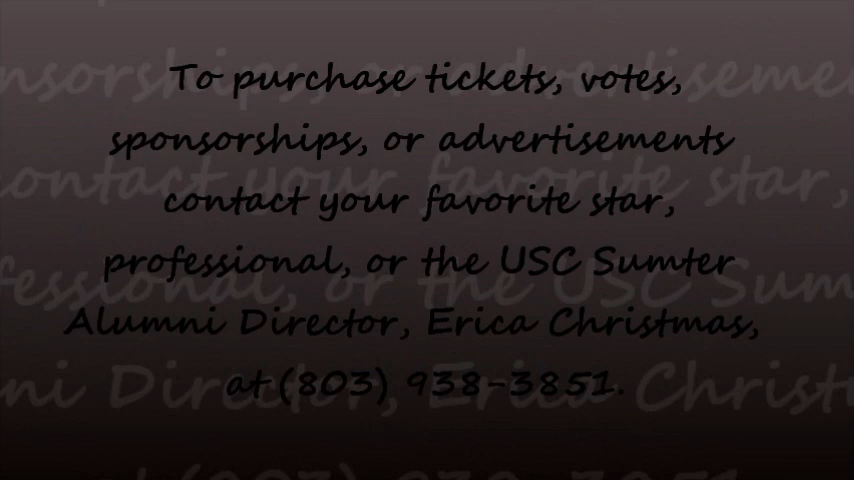 To purchase tickets, votes,
sponsorships, or advertisements
contact your favorite star,
professional, or the USC Sumter
Alumni Director, Erica Christmas,
at (803) 938-3851.